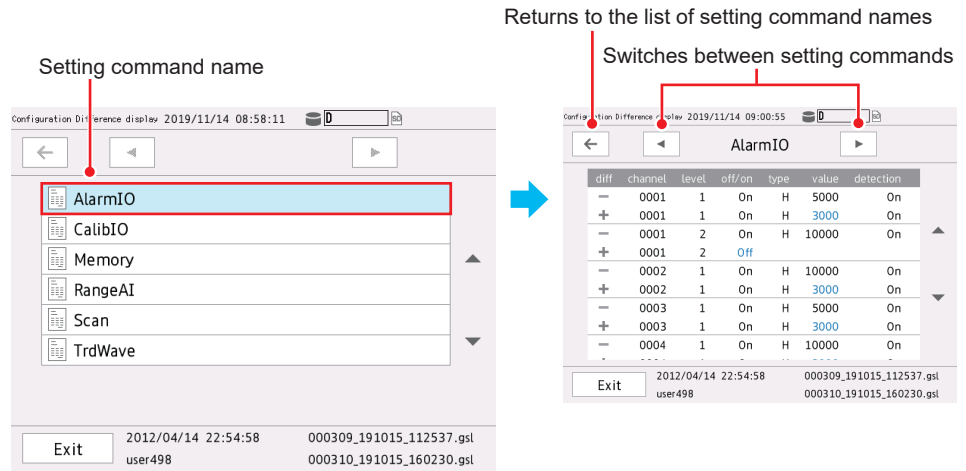 Returns to the list of setting command names
Switches between setting commands
Setting command name
Configuration Difference display 2019/11/14 08:58:11 D SD
AlarmIO
CalibIO
Memory
RangeAI
Scan
TrdWave
Exit
2012/04/14 22:54:58 000309_191015_112537.gsl
user498 000310_191015_160230.gsl
Difference display 2019/11/14 09:00:55 D SD
AlarmIO
diff channel level off/on type value detection
− 0001 1 On H 5000 On
+ 0001 1 On H 3000 On
− 0001 2 On H 10000 On
+ 0001 2 Off
− 0002 1 On H 10000 On
+ 0002 1 On H 3000 On
− 0003 1 On H 5000 On
+ 0003 1 On H 3000 On
− 0004 1 On H 10000 On
Exit
2012/04/14 22:54:58 000309_191015_112537.gsl
user498 000310_191015_160230.gsl